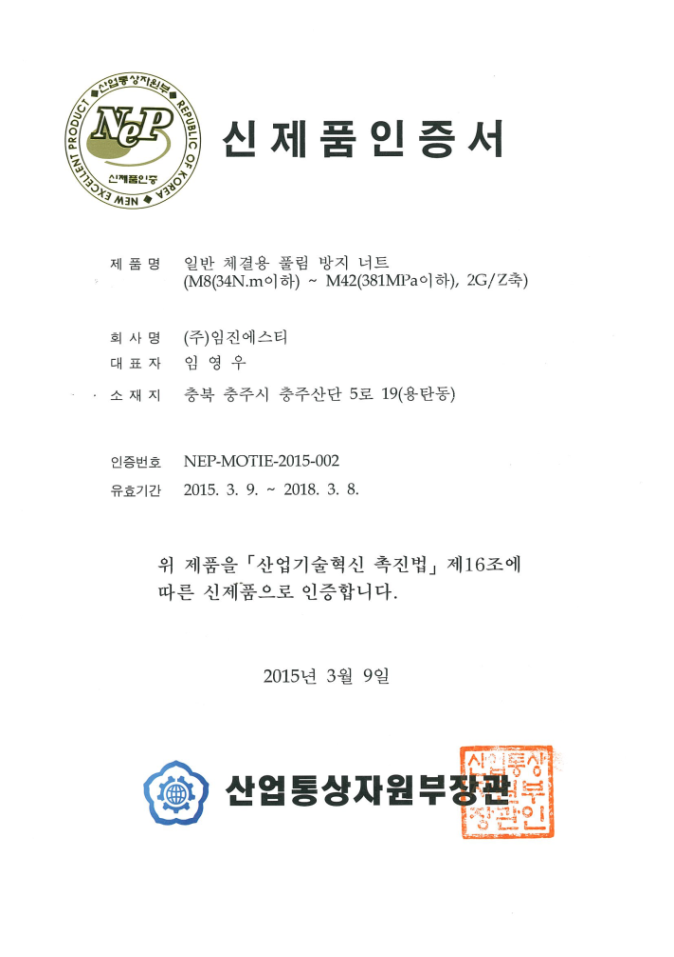 ◆산업통상자원부◆
REPUBLIC OF KOREA ◆ NEW EXCELLENT PRODUCT
NeP
신제품인증
신제품인증서
제 품 명 일반 체결용 풀림 방지 너트
(M8(34N.m이하) ~ M42(381MPa이하), 2G/Z축)
회 사 명 (주)임진에스티
대 표 자 임 영 우
소 재 지 충북 충주시 충주산단 5로 19(용탄동)
인증번호 NEP-MOTIE-2015-002
유효기간 2015. 3. 9. ~ 2018. 3. 8.
위 제품을 「산업기술혁신 촉진법」 제16조에
따른 신제품으로 인증합니다.
2015년 3월 9일
산업통상자원부장관
산업통상
자원부
장관인